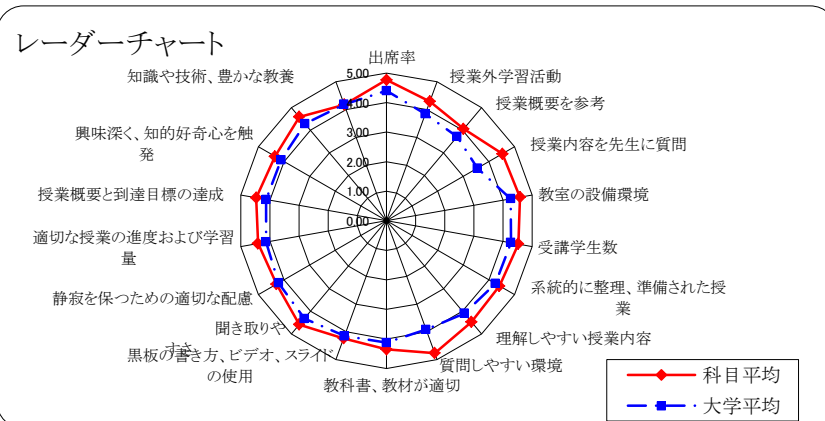 レーダーチャート
出席率
授業外学習活動
授業概要を参考
授業内容を先生に質問
教室の設備環境
受講学生数
系統的に整理、準備された授
業
理解しやすい授業内容
質問しやすい環境
教科書、教材が適切
黒板の書き方、ビデオ、スライド
の使用
聞き取りや
すさ
静寂を保つための適切な配慮
適切な授業の進度および学習
量
授業概要と到達目標の達成
興味深く、知的好奇心を触
発
知識や技術、豊かな教養
5.00
4.00
3.00
2.00
1.00
0.00
科目平均
大学平均